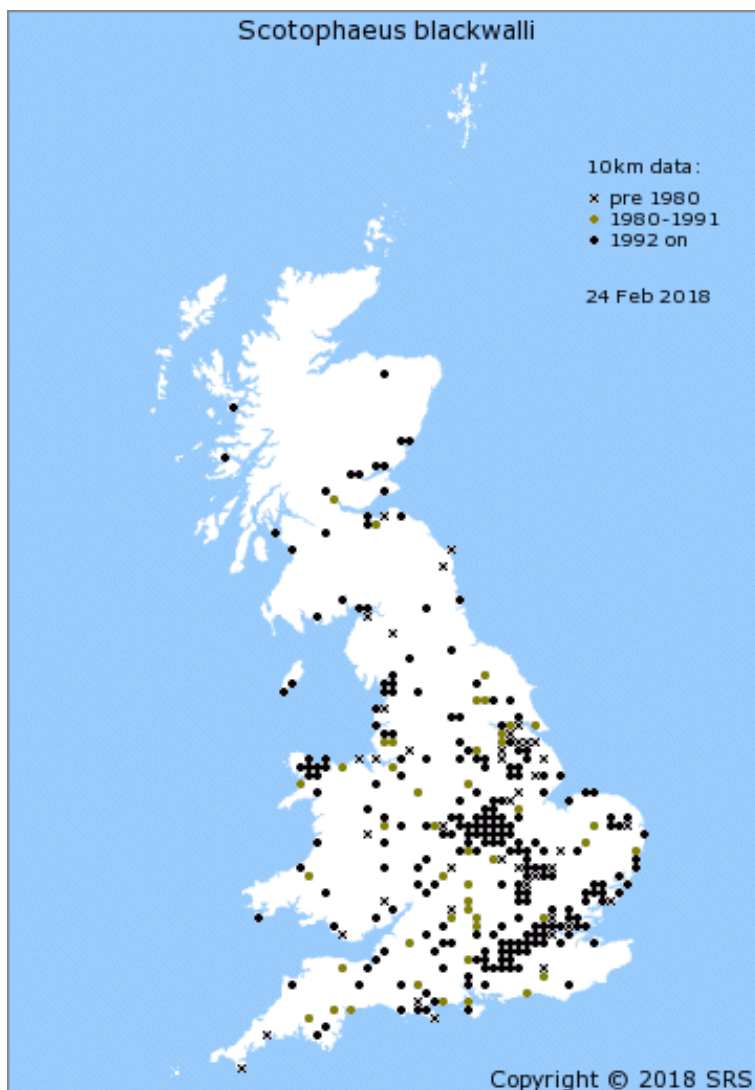 Scotophaeus blackwalli
10km data:
pre 1980
1980-1991
1992 on
24 Feb 2018
Copyright © 2018 SRS